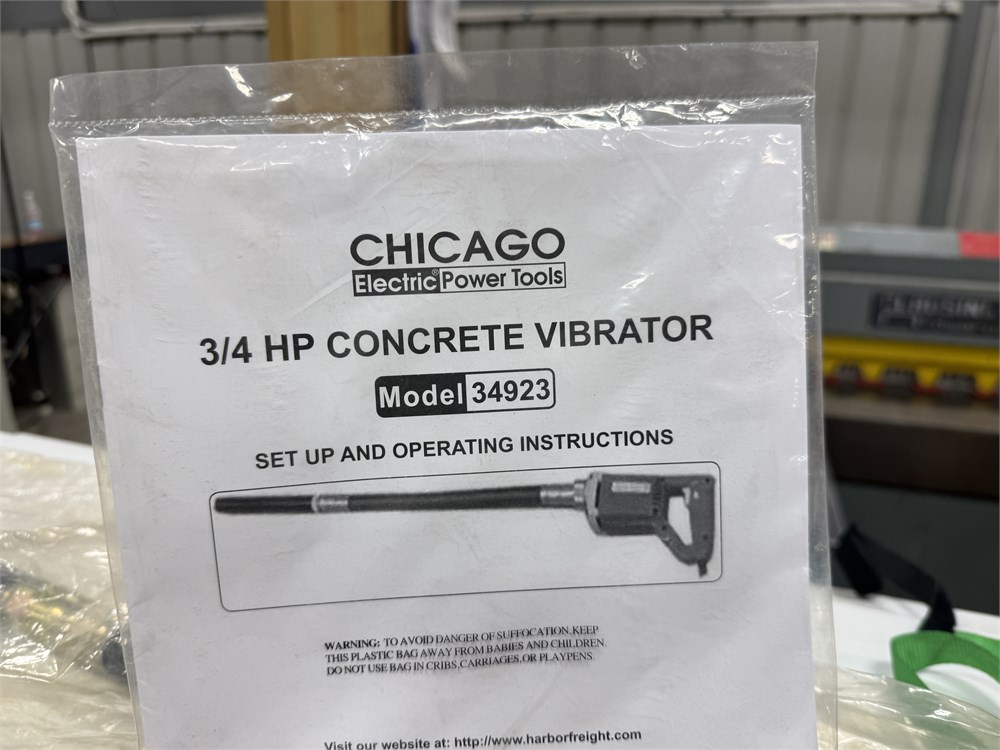 CHICAGO
Electric® Power Tools
3/4 HP CONCRETE VIBRATOR
Model 34923
SET UP AND OPERATING INSTRUCTIONS
WARNING: TO AVOID DANGER OF SUFFOCATION, KEEP
THIS PLASTIC BAG AWAY FROM BABIES AND CHILDREN.
DO NOT USE BAG IN CRIBS, CARRIAGES, OR PLAYPENS.
Visit our website at: http://www.harborfreight.com